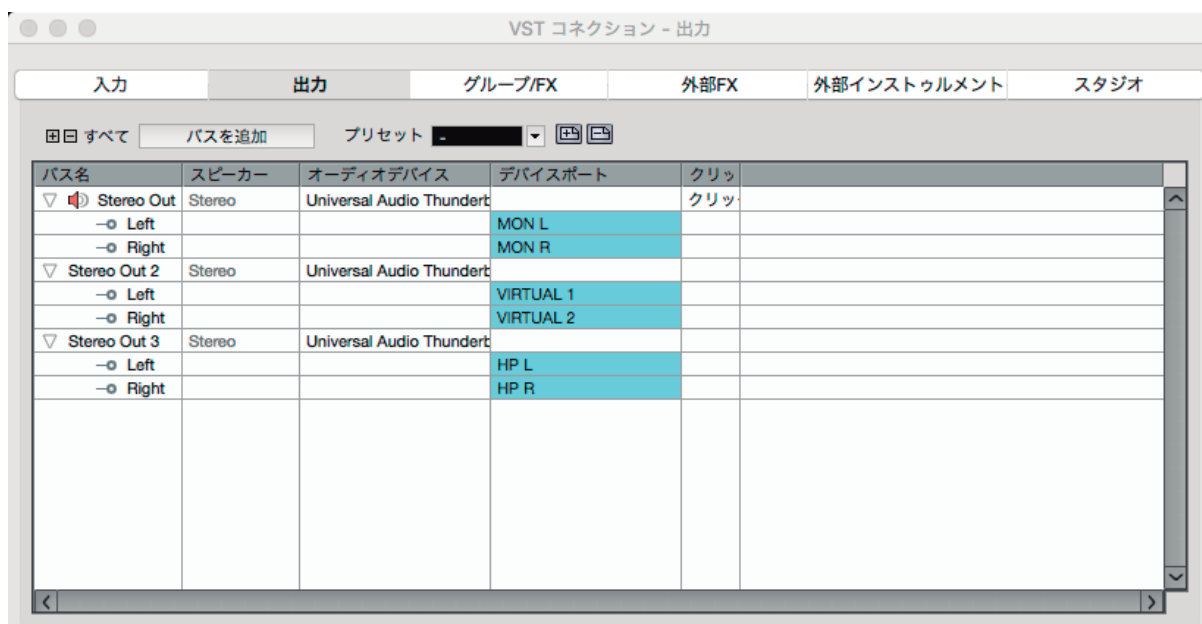 VST コネクション - 出力
入力 出力 グループ/FX 外部FX 外部インストゥルメント スタジオ
すべて バスを追加 プリセット -
バス名 スピーカー オーディオデバイス デバイスポート クリッ
Stereo Out Stereo Universal Audio Thunderb クリッ
Left MON L
Right MON R
Stereo Out 2 Stereo Universal Audio Thunderb
Left VIRTUAL 1
Right VIRTUAL 2
Stereo Out 3 Stereo Universal Audio Thunderb
Left HP L
Right HP R